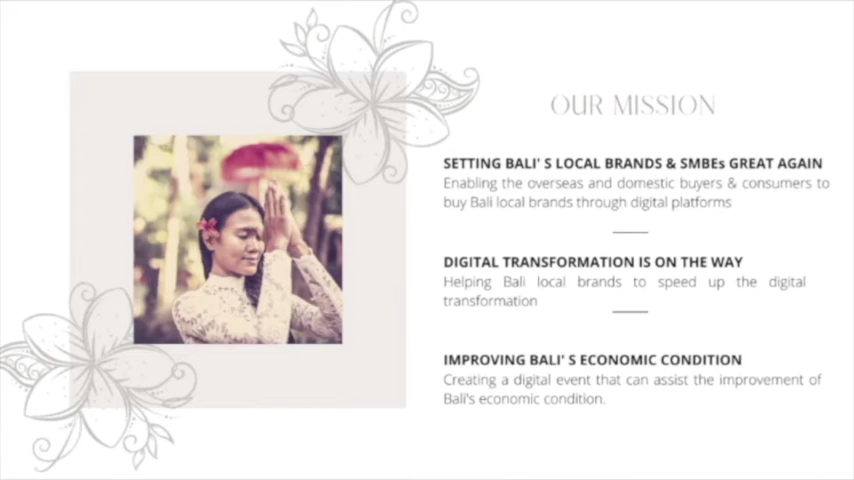 OUR MISSION
SETTING BALI' S LOCAL BRANDS & SMBEs GREAT AGAIN
Enabling the overseas and domestic buyers & consumers to
buy Bali local brands through digital platforms
DIGITAL TRANSFORMATION IS ON THE WAY
Helping Bali local brands to speed up the digital
transformation
IMPROVING BALI' S ECONOMIC CONDITION
Creating a digital event that can assist the improvement of
Bali's economic condition.